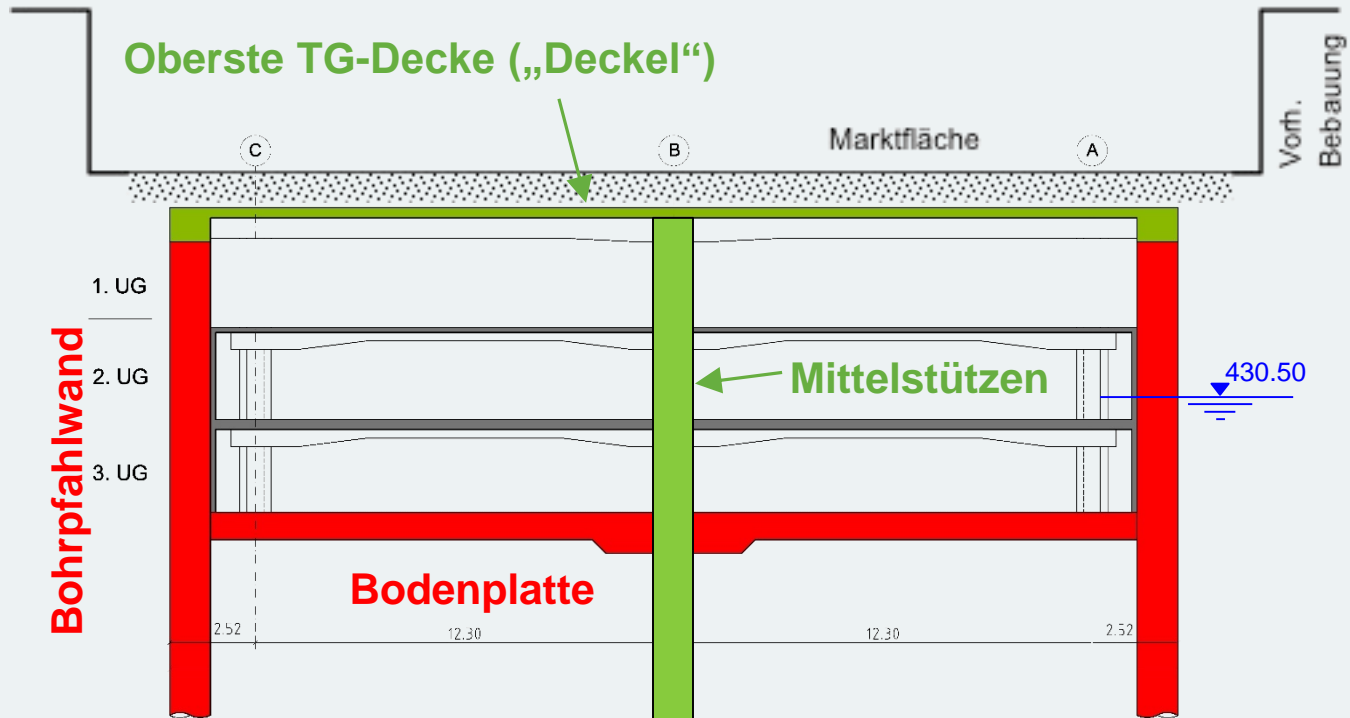 Oberste TG-Decke („Deckel“)
Vorh.
Bebauung
Marktfläche
C
B
A
1. UG
2. UG
3. UG
Bohrpfahlwand
Mittelstützen
430.50
Bodenplatte
2.52
12.30
12.30
2.52